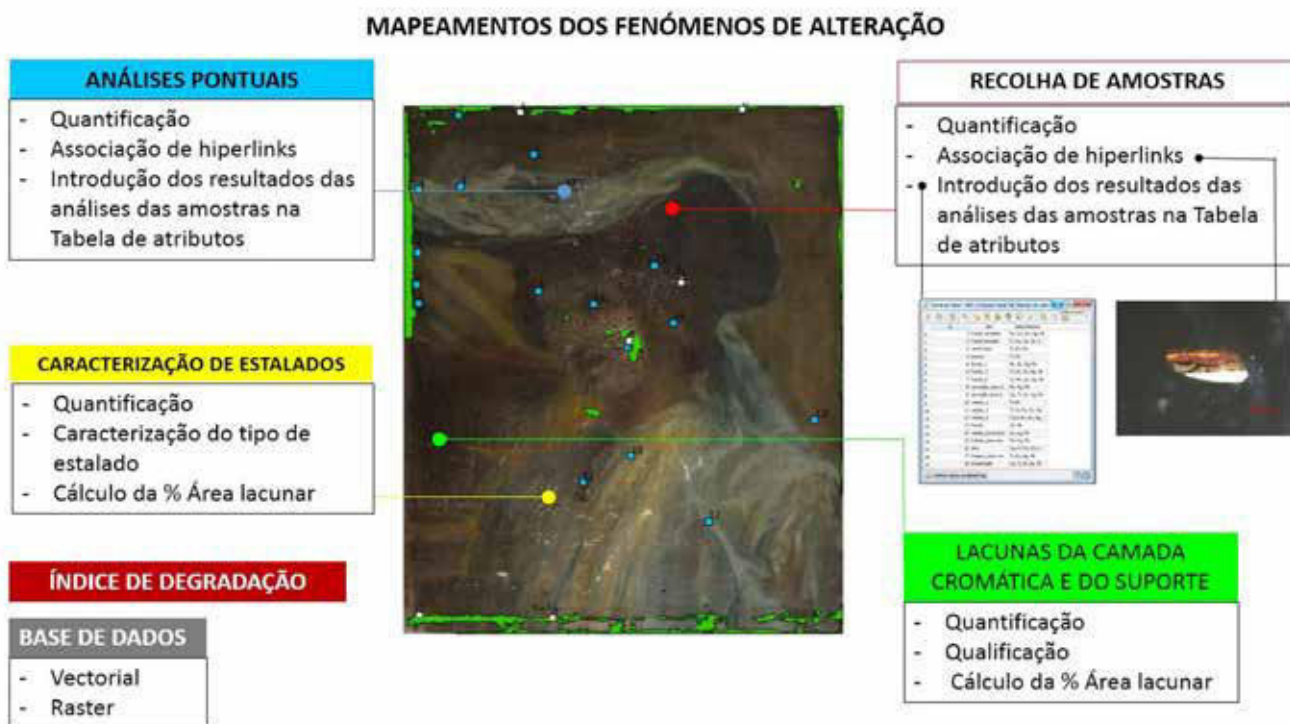 MAPEAMENTOS DOS FENÓMENOS DE ALTERAÇÃO
ANÁLISES PONTUAIS
- Quantificação
- Associação de hiperlinks
- Introdução dos resultados das
análises das amostras na
Tabela de atributos
CARACTERIZAÇÃO DE ESTALADOS
- Quantificação
- Caracterização do tipo de
estalado
- Cálculo da % Área lacunar
ÍNDICE DE DEGRADAÇÃO
BASE DE DADOS
- Vectorial
- Raster
RECOLHA DE AMOSTRAS
- Quantificação
- Associação de hiperlinks
- Introdução dos resultados das
análises das amostras na Tabela
de atributos
LACUNAS DA CAMADA
CROMÁTICA E DO SUPORTE
- Quantificação
- Qualificação
- Cálculo da % Área lacunar